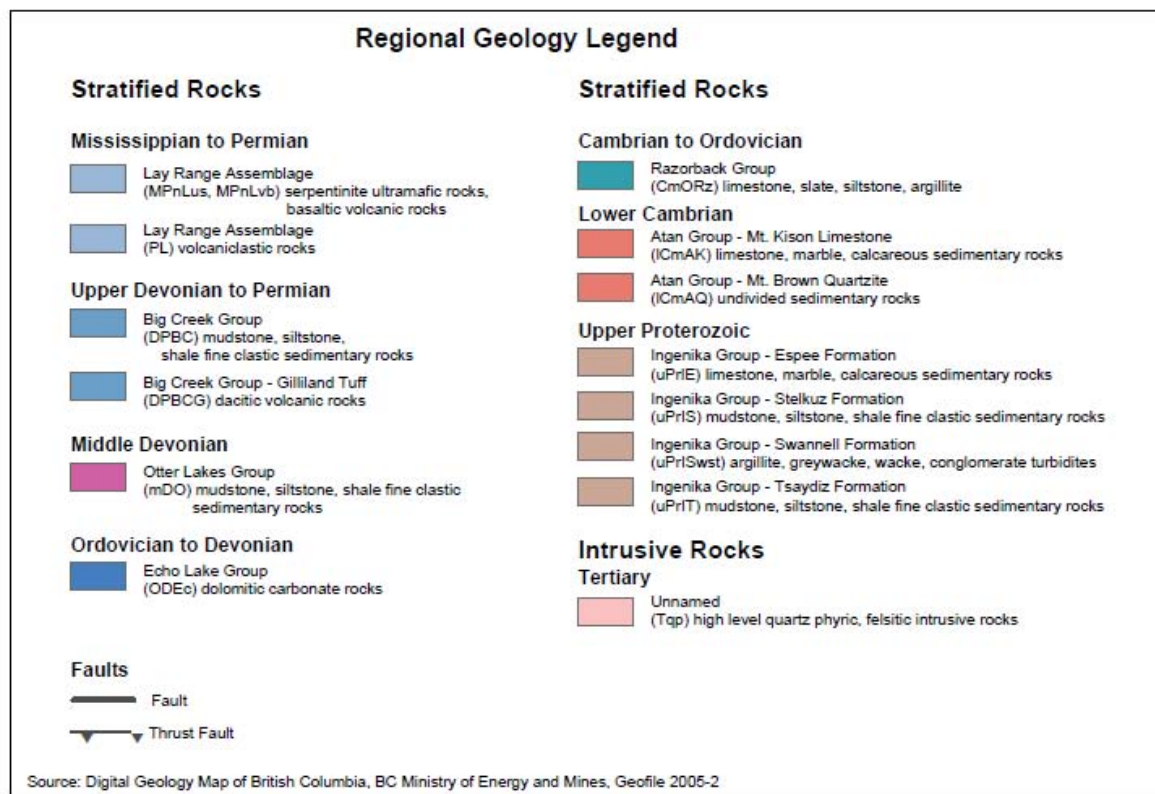 Regional Geology Legend
Stratified Rocks
Mississippian to Permian
Lay Range Assemblage
(MPnLus, MPnLvb) serpentinite ultramafic rocks,
basaltic volcanic rocks
Lay Range Assemblage
(PL) volcaniclastic rocks
Upper Devonian to Permian
Big Creek Group
(DPBC) mudstone, siltstone,
shale fine clastic sedimentary rocks
Big Creek Group - Gilliland Tuff
(DPBCG) dacitic volcanic rocks
Middle Devonian
Otter Lakes Group
(mDO) mudstone, siltstone, shale fine clastic
sedimentary rocks
Ordovician to Devonian
Echo Lake Group
(ODEc) dolomitic carbonate rocks
Faults
Fault
Thrust Fault
Stratified Rocks
Cambrian to Ordovician
Razorback Group
(CmORz) limestone, slate, siltstone, argillite
Lower Cambrian
Atan Group - Mt. Kison Limestone
(lCmAK) limestone, marble, calcareous sedimentary rocks
Atan Group - Mt. Brown Quartzite
(lCmAQ) undivided sedimentary rocks
Upper Proterozoic
Ingenika Group - Espee Formation
(uPrIE) limestone, marble, calcareous sedimentary rocks
Ingenika Group - Stelkuz Formation
(uPrIS) mudstone, siltstone, shale fine clastic sedimentary rocks
Ingenika Group - Swannell Formation
(uPrISwst) argillite, greywacke, wacke, conglomerate turbidites
Ingenika Group - Tsaydiz Formation
(uPrIT) mudstone, siltstone, shale fine clastic sedimentary rocks
Intrusive Rocks
Tertiary
Unnamed
(Tqp) high level quartz phyric, felsitic intrusive rocks
Source: Digital Geology Map of British Columbia, BC Ministry of Energy and Mines, Geofile 2005-2